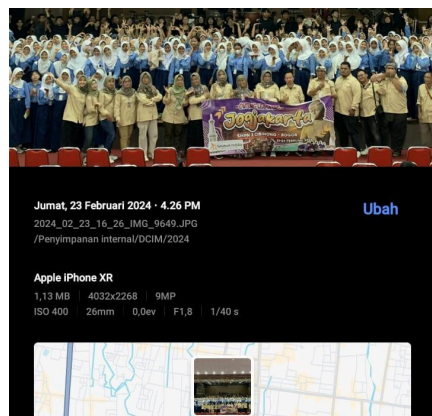 Jogjakarta
Jumat, 23 Februari 2024 · 4.26 PM
Ubah
2024_02_23_16_26_IMG_9649.JPG
/Penyimpanan internal/DCIM/2024
Apple iPhone XR
1,13 MB 4032x2268 9MP
ISO 400 26mm 0,0ev F1,8 1/40 s